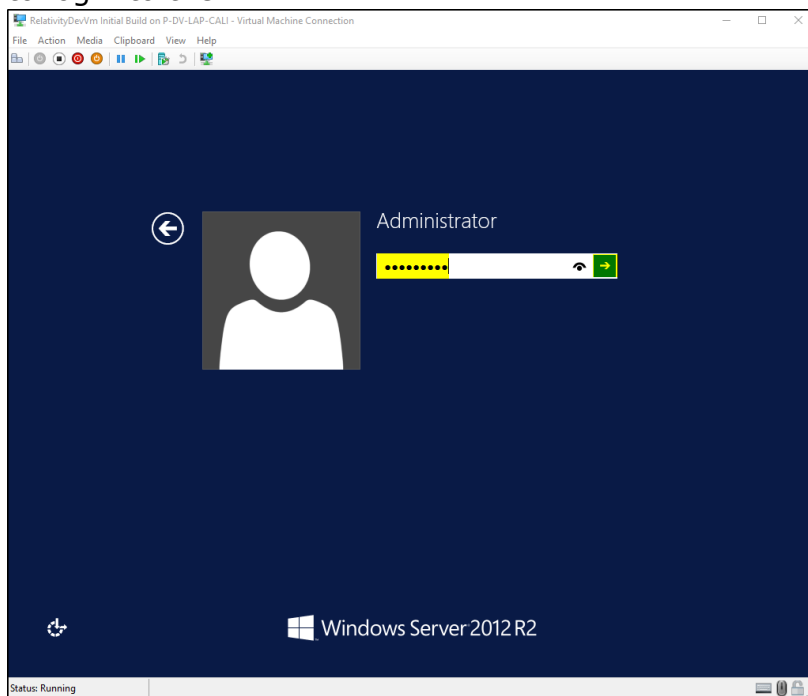 RelativityDevVm Initial Build on P-DV-LAP-CALI - Virtual Machine Connection
File Action Media Clipboard View Help
Administrator
•••••••••
Windows Server 2012 R2
Status: Running